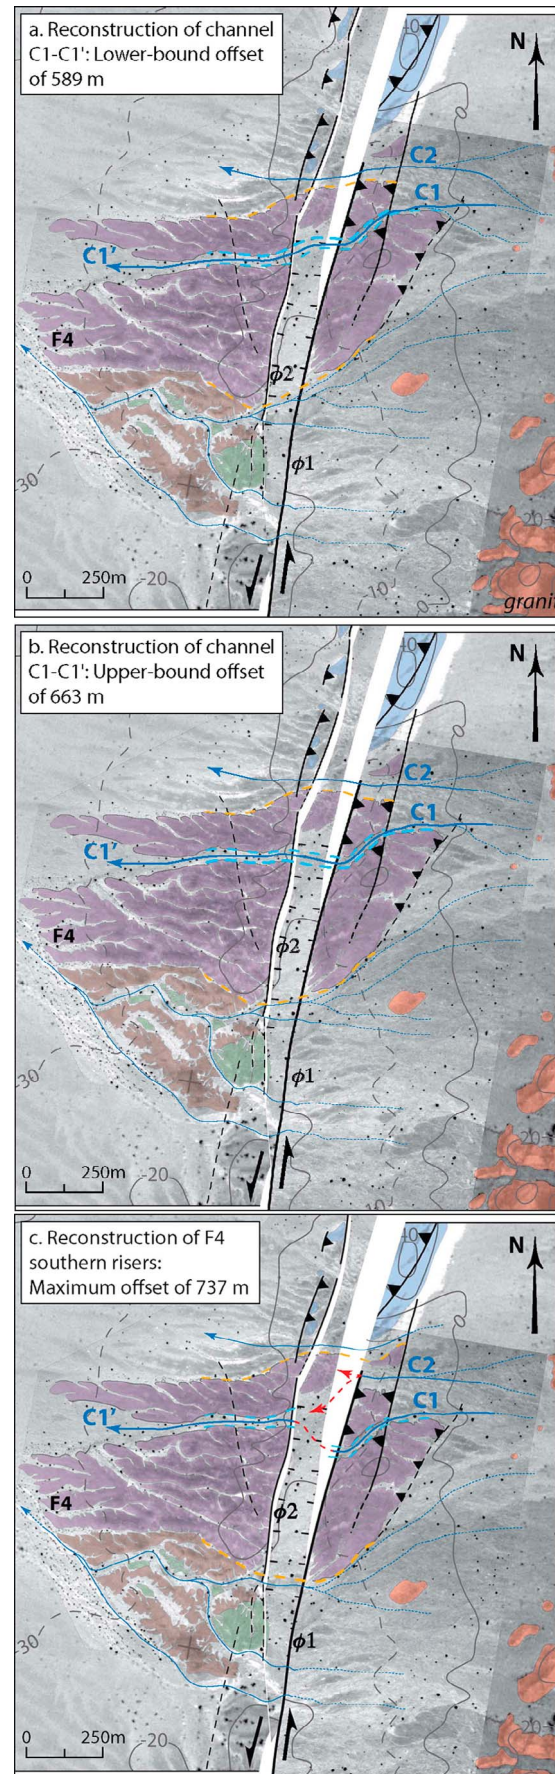 a. Reconstruction of channel
C1-C1': Lower-bound offset
of 589 m
N
40
C2
C1
C1'
F4
ϕ2
ϕ1
-30
-20
-10
-20
0 250m
granit
b. Reconstruction of channel
C1-C1': Upper-bound offset
of 663 m
N
C2
C1
C1'
F4
ϕ2
ϕ1
-30
-20
-20
0 250m
c. Reconstruction of F4
southern risers:
Maximum offset of 737 m
N
C2
C1
C1'
F4
ϕ2
ϕ1
-30
-20
-20
0 250m